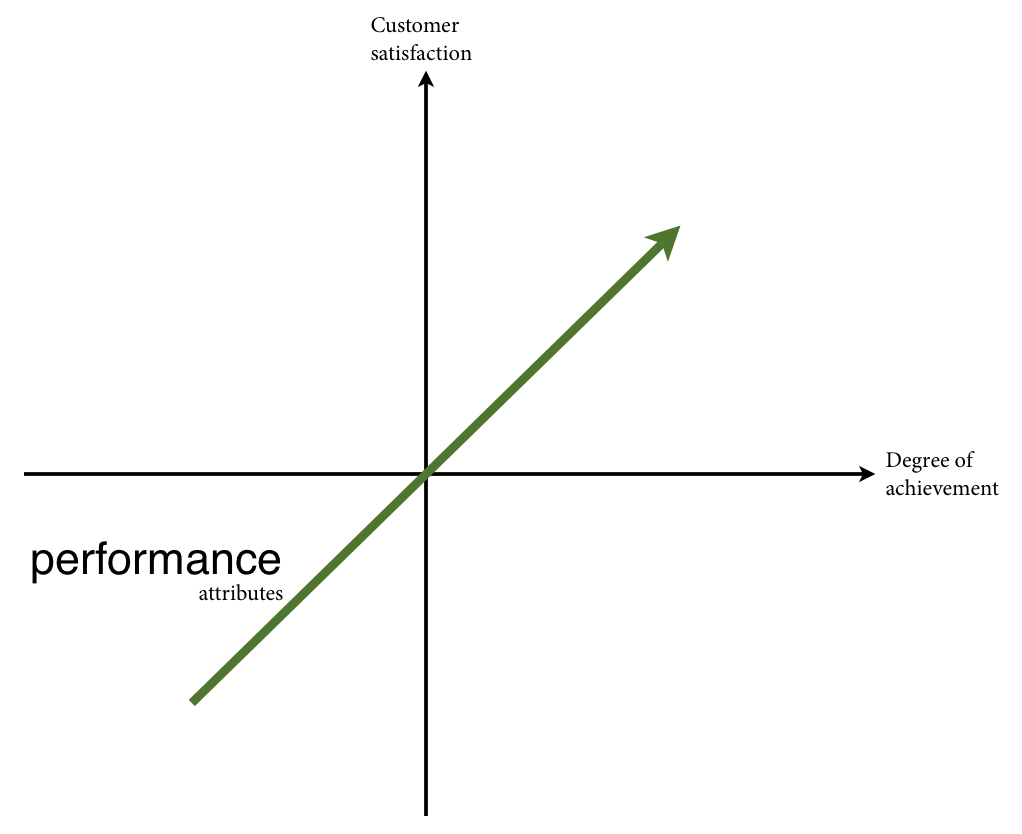 Customer
satisfaction
Degree of
achievement
performance
attributes